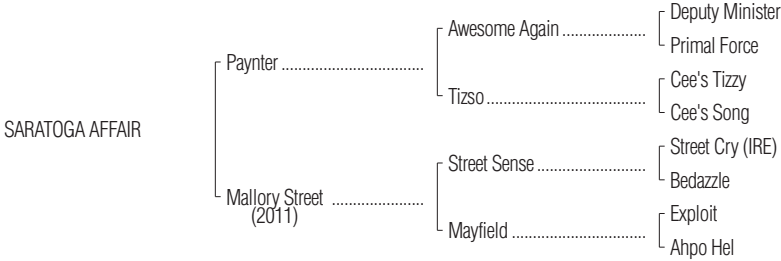 Deputy Minister
Awesome Again ....................
Primal Force
Paynter ..................................
Cee's Tizzy
Tizso ......................................
Cee's Song
SARATOGA AFFAIR
Street Cry (IRE)
Street Sense ..........................
Bedazzle
Mallory Street ......................
(2011)
Exploit
Mayfield ................................
Ahpo Hel